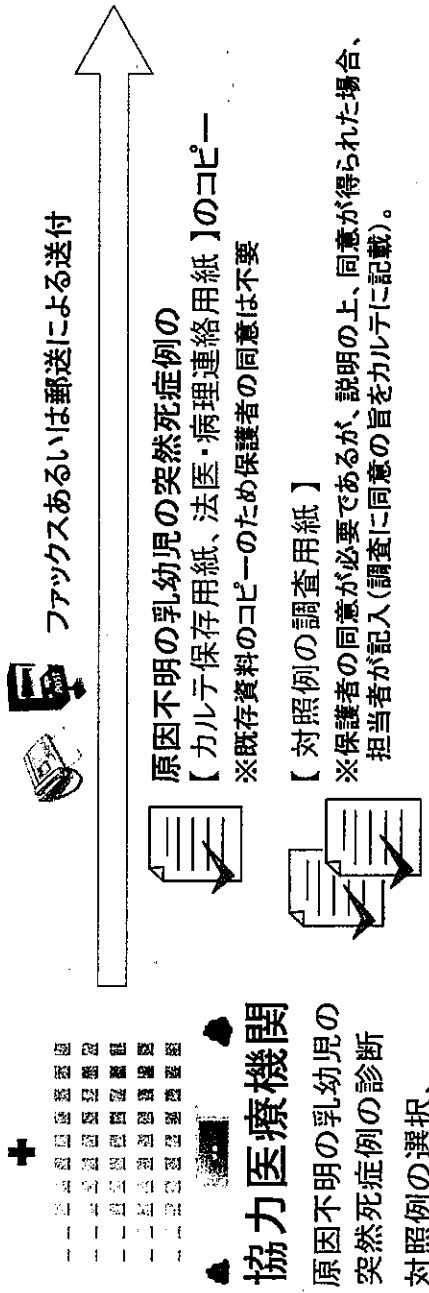 ファックスあるいは郵送による送付
原因不明の乳幼児の突然死症例の
【 カルテ保存用紙、法医・病理連絡用紙 】のコピー
※既存資料のコピーのため保護者の同意は不要
【 対照例の調査用紙 】
※保護者の同意が必要であるが、説明の上、同意が得られた場合、
担当者が記入(調査に同意の旨をカルテに記載)。
協力医療機関
原因不明の乳幼児の
突然死症例の診断
対照例の選択、